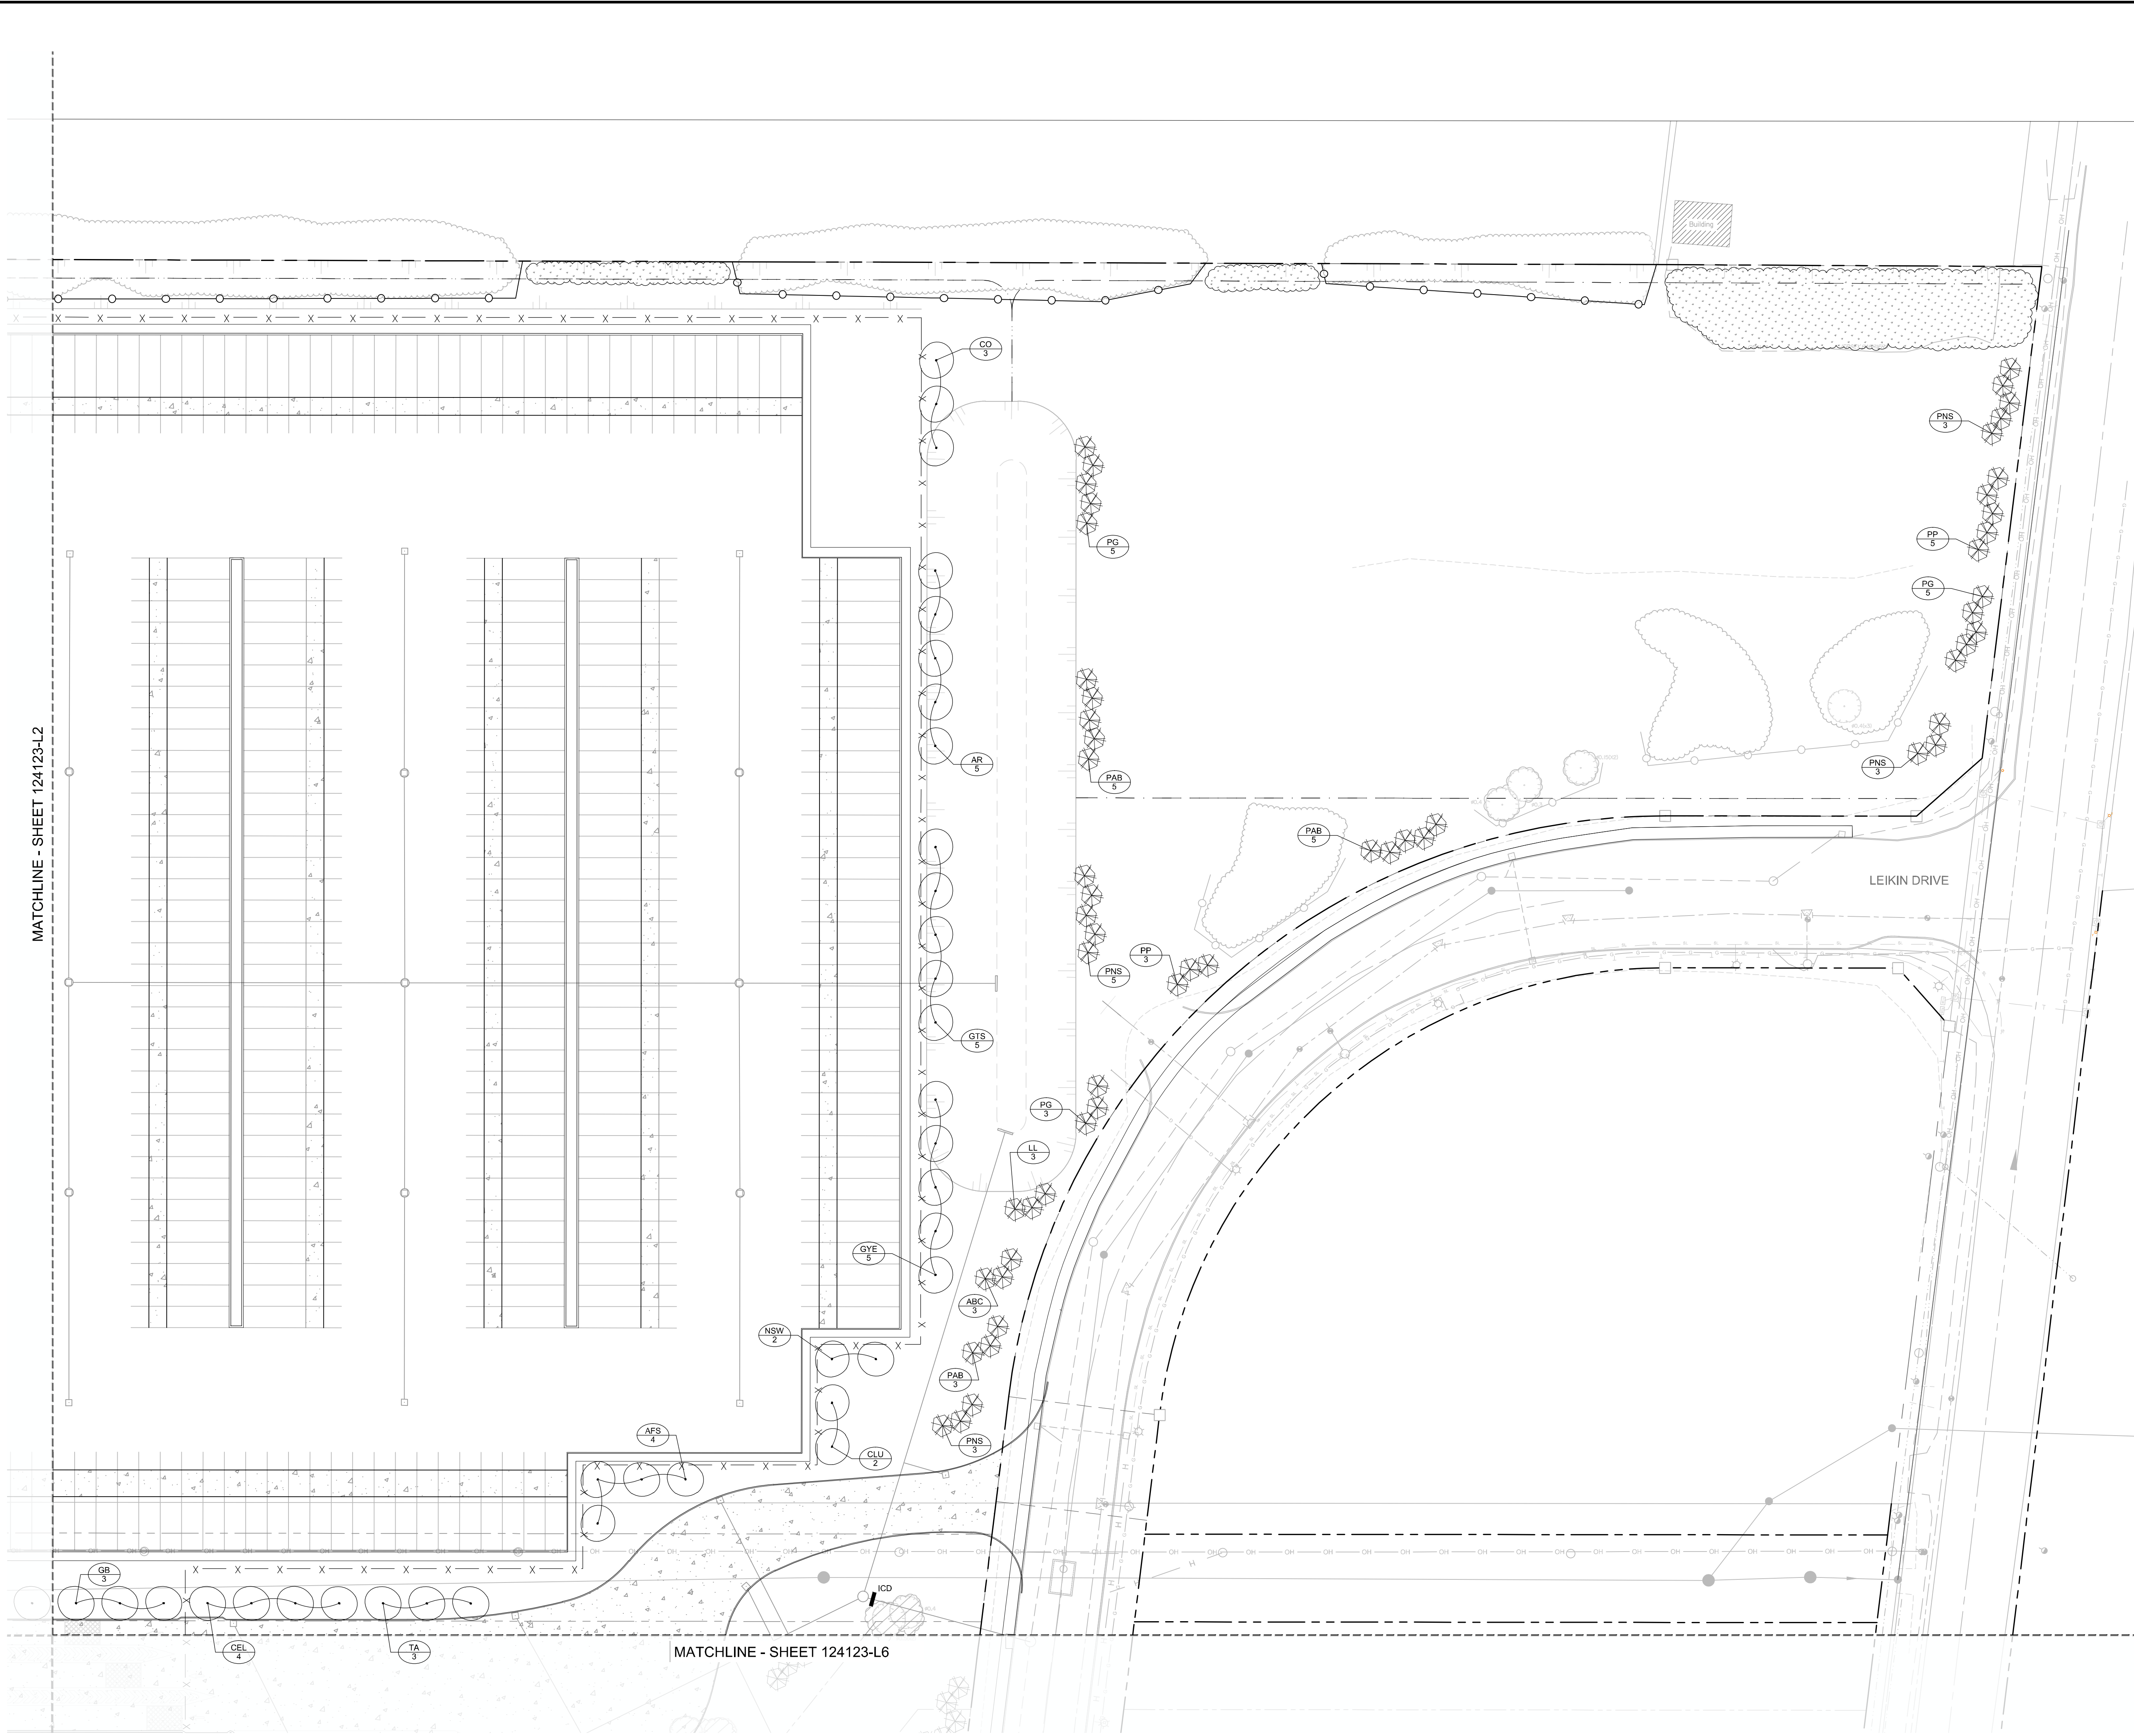 Building
CO
3
PNS
3
PG
5
PP
5
PG
5
PNS
3
AR
5
PAB
5
PAB
5
MATCHLINE - SHEET 124123-L2
LEIKIN DRIVE
PP
3
PNS
5
GTS
5
PG
3
LL
3
GYE
5
ABC
3
NSW
2
PAB
3
AFS
4
PNS
3
CLU
2
GB
3
ICD
CEL
4
TA
3
MATCHLINE - SHEET 124123-L6